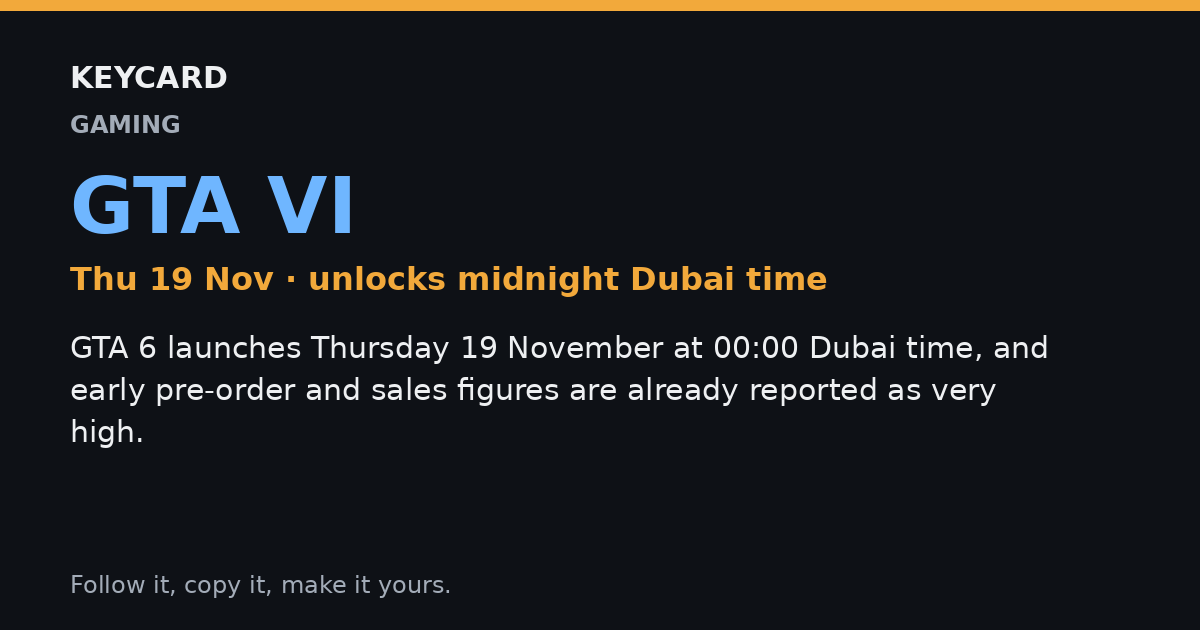 KEYCARD
GAMING
GTA VI
Thu 19 Nov · unlocks midnight Dubai time
GTA 6 launches Thursday 19 November at 00:00 Dubai time, and
early pre-order and sales figures are already reported as very
high.
Follow it, copy it, make it yours.